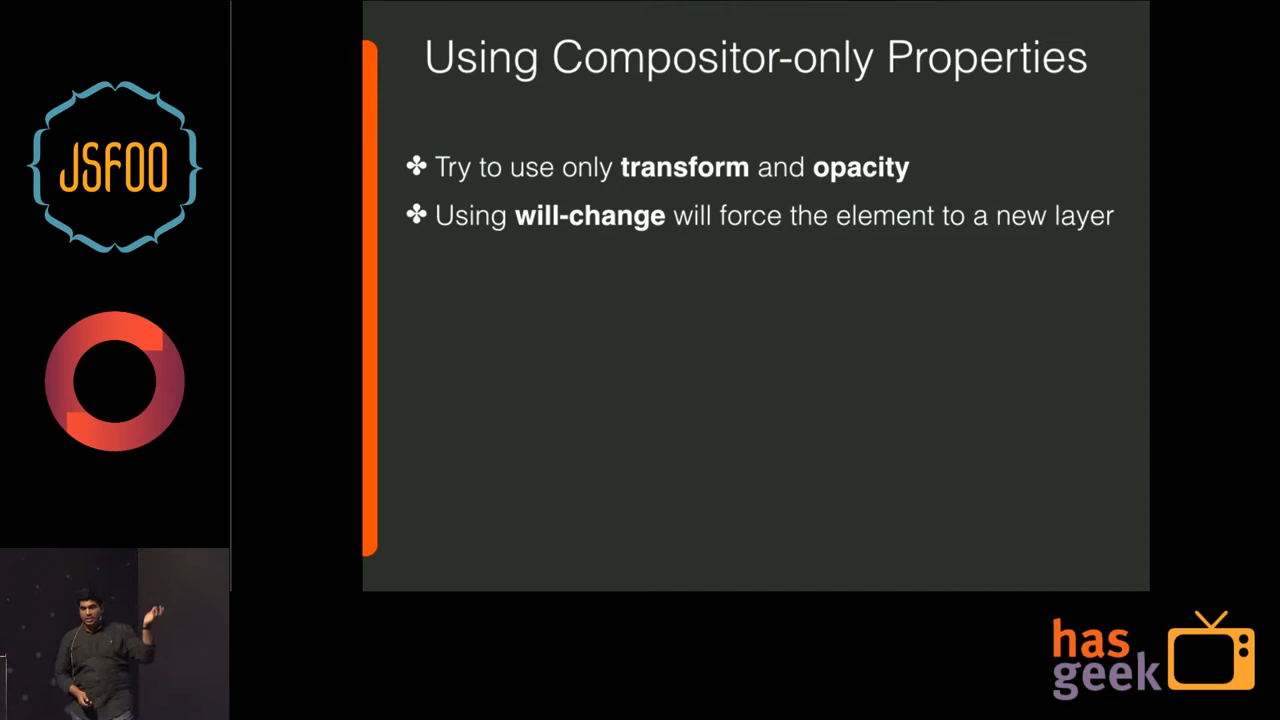 JSFOO
Using Compositor-only Properties
✤ Try to use only transform and opacity
✤ Using will-change will force the element to a new layer
has
geek